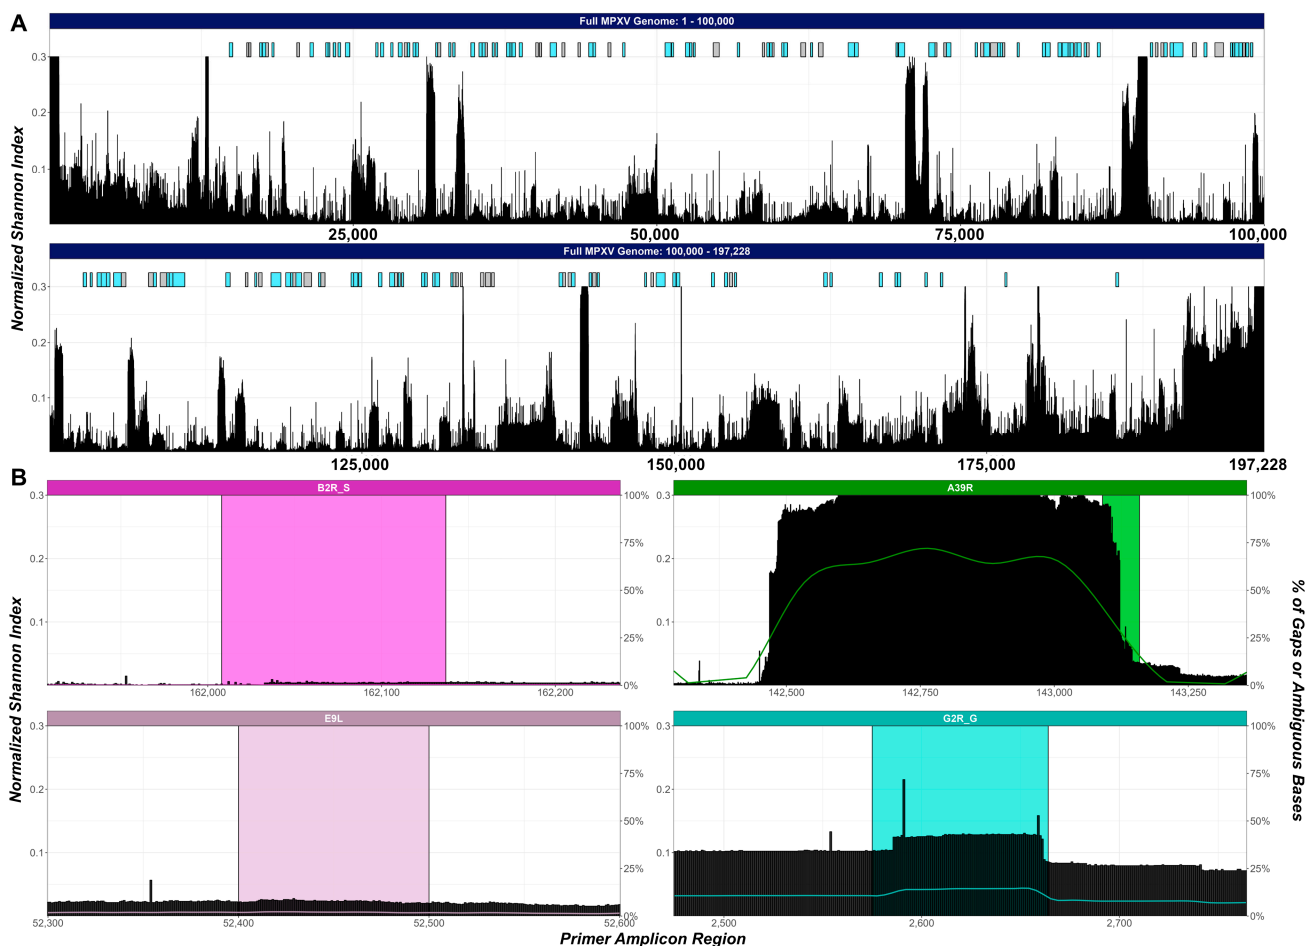 A
Full MPXV Genome: 1 - 100,000
0.3
0.2
0.1
25,000 50,000 75,000 100,000
Normalized Shannon Index
Full MPXV Genome: 100,000 - 197,228
0.3
0.2
0.1
125,000 150,000 175,000 197,228
B
B2R_S
0.3 100%
75%
0.2
50%
0.1
25%
0%
162,000 162,100 162,200
A39R
0.3 100%
75%
0.2
50%
0.1
25%
0%
142,500 142,750 143,000 143,250
Normalized Shannon Index
% of Gaps or Ambiguous Bases
E9L
0.3 100%
75%
0.2
50%
0.1
25%
0%
52,300 52,400 52,500 52,600
G2R_G
0.3 100%
75%
0.2
50%
0.1
25%
0%
2,500 2,600 2,700
Primer Amplicon Region